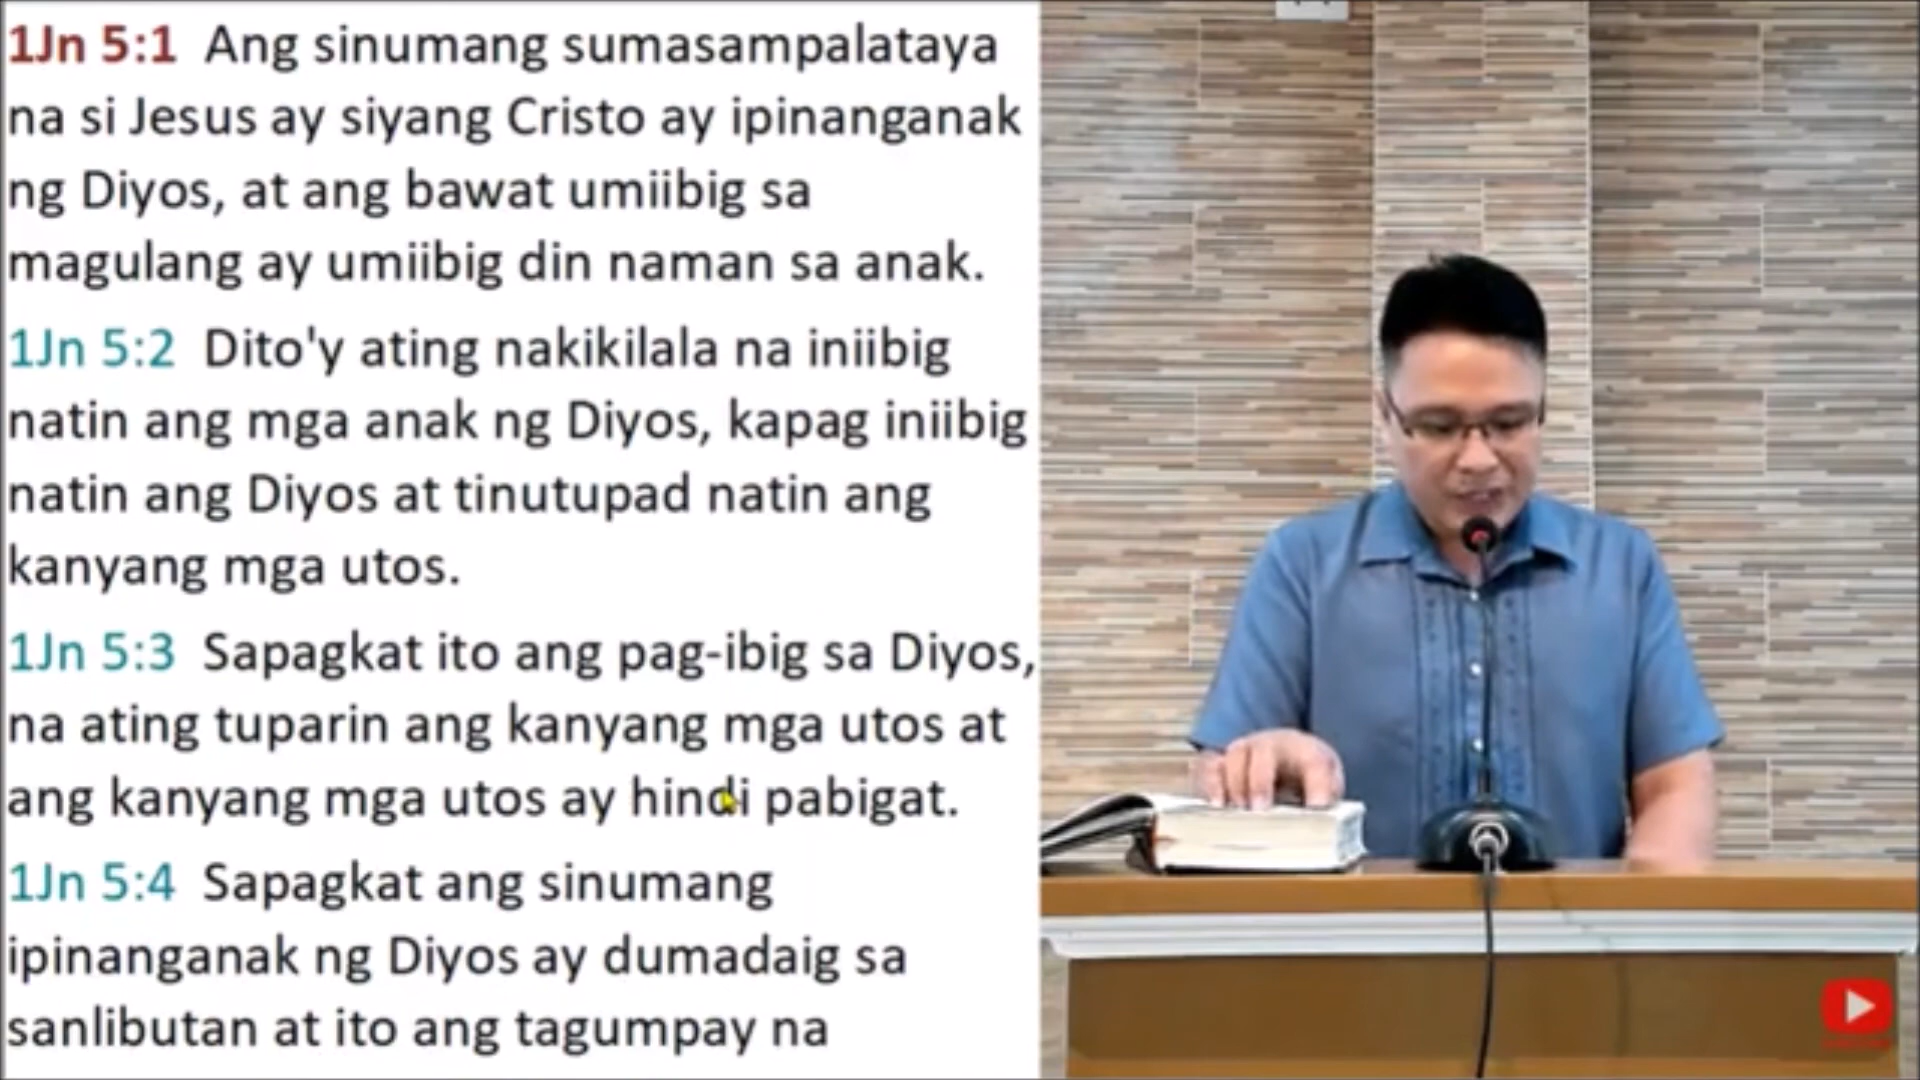 1Jn 5:1 Ang sinumang sumasampalataya
na si Jesus ay siyang Cristo ay ipinanganak
ng Diyos, at ang bawat umiibig sa
magulang ay umiibig din naman sa anak.
1Jn 5:2 Dito'y ating nakikilala na iniibig
natin ang mga anak ng Diyos, kapag iniibig
natin ang Diyos at tinutupad natin ang
kanyang mga utos.
1Jn 5:3 Sapagkat ito ang pag-ibig sa Diyos,
na ating tuparin ang kanyang mga utos at
ang kanyang mga utos ay hindi pabigat.
1Jn 5:4 Sapagkat ang sinumang
ipinanganak ng Diyos ay dumadaig sa
sanlibutan at ito ang tagumpay na